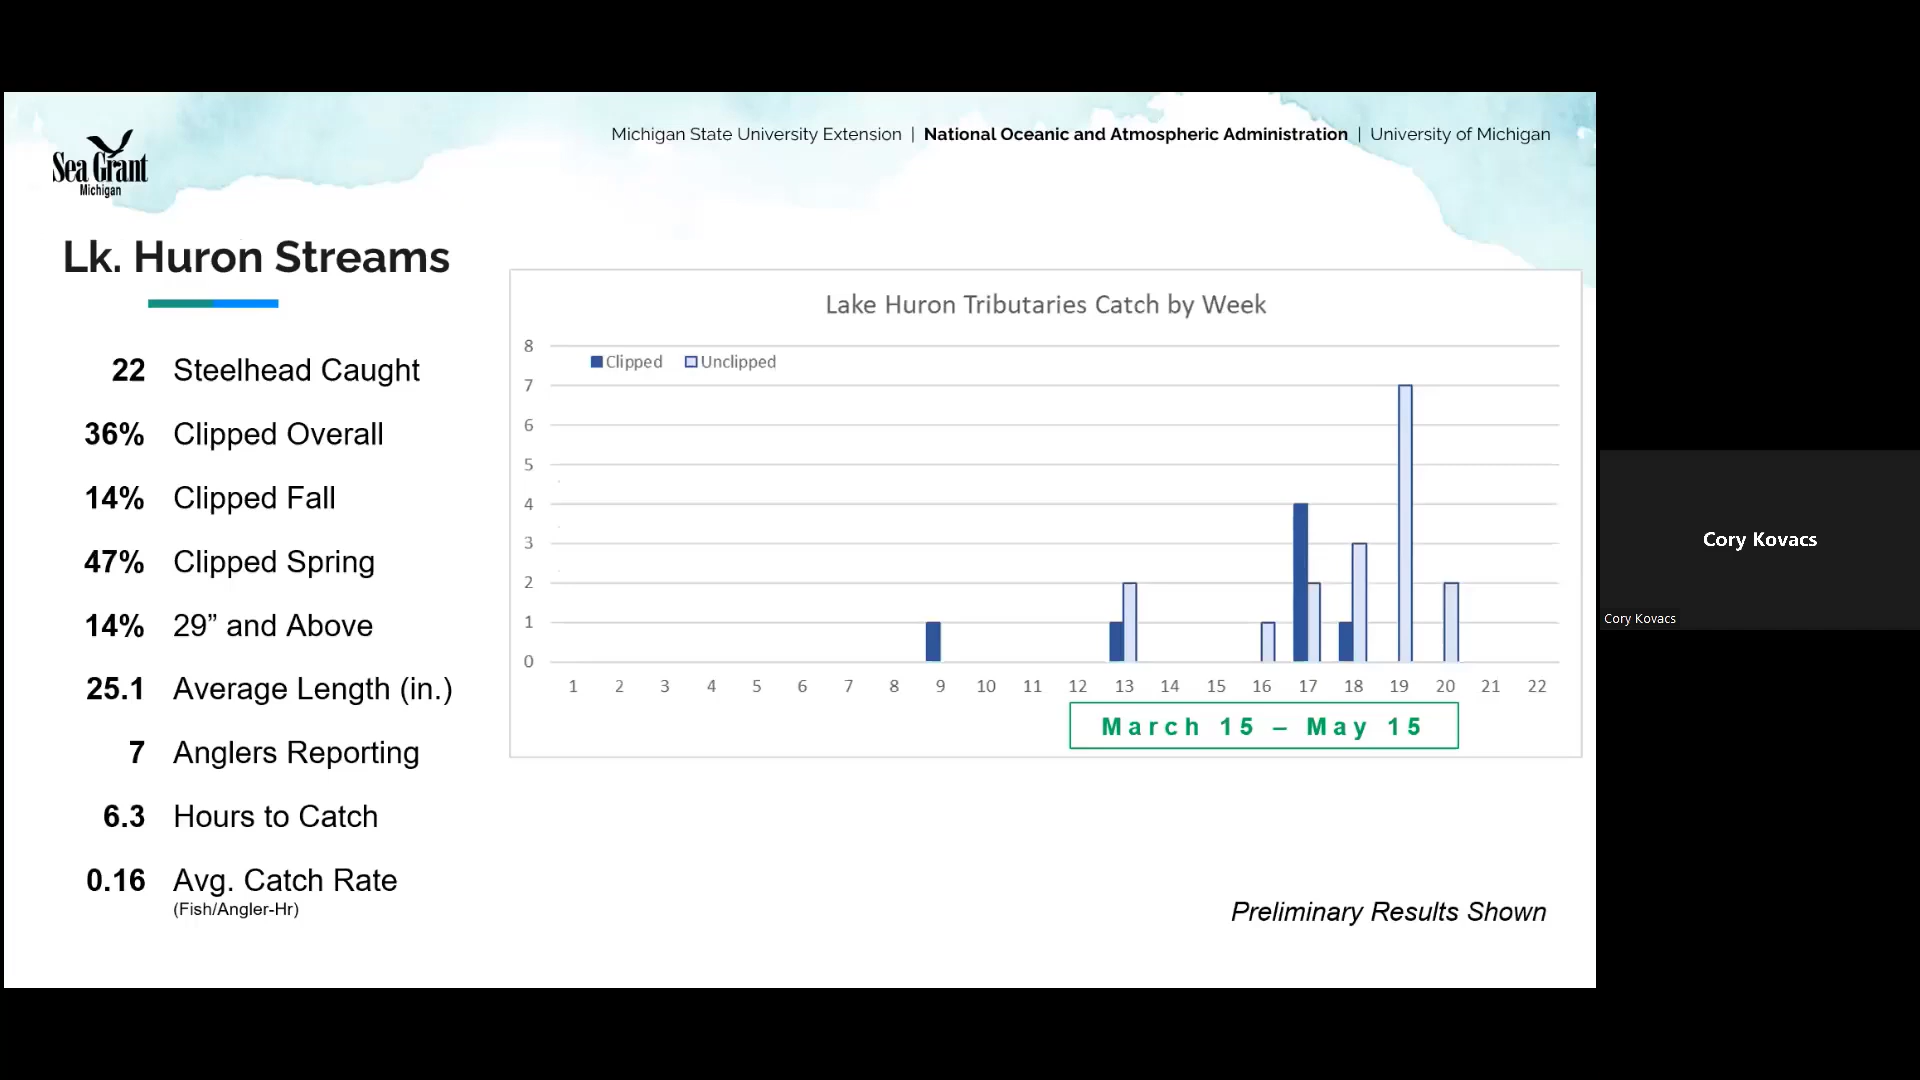 Sea Grant
Michigan
Michigan State University Extension | National Oceanic and Atmospheric Administration | University of Michigan
Lk. Huron Streams
22 Steelhead Caught
36% Clipped Overall
14% Clipped Fall
47% Clipped Spring
14% 29” and Above
25.1 Average Length (in.)
7 Anglers Reporting
6.3 Hours to Catch
0.16 Avg. Catch Rate
(Fish/Angler-Hr)
Lake Huron Tributaries Catch by Week
8
Clipped Unclipped
7
6
5
4
3
2
1
0
1 2 3 4 5 6 7 8 9 10 11 12 13 14 15 16 17 18 19 20 21 22
March 15 – May 15
Preliminary Results Shown
Cory Kovacs
Cory Kovacs